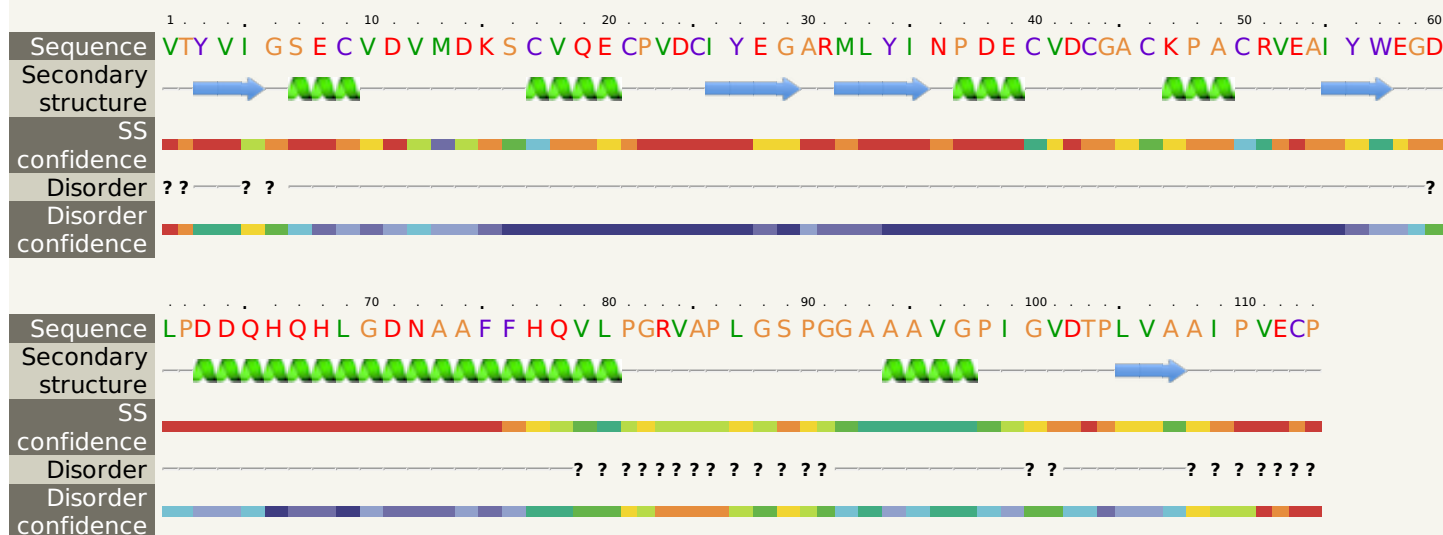 1 10 20 30 40 50 60
Sequence VTYVIGSECVDVMDKSCVQECPVDCIYEGARMLYINPDECVDCGACKPACRVEAIYWEGD
Secondary
structure
SS
confidence
Disorder ? ? ? ? ?
Disorder
confidence
70 80 90 100 110
Sequence LPDDQHQHLGDNAAFFHQVLPGRVAPLGSPGGAAAVGPIGVDTPLVAAIPVECP
Secondary
structure
SS
confidence
Disorder ? ? ? ? ? ? ? ? ? ? ? ? ? ? ? ? ? ? ? ? ? ?
Disorder
confidence